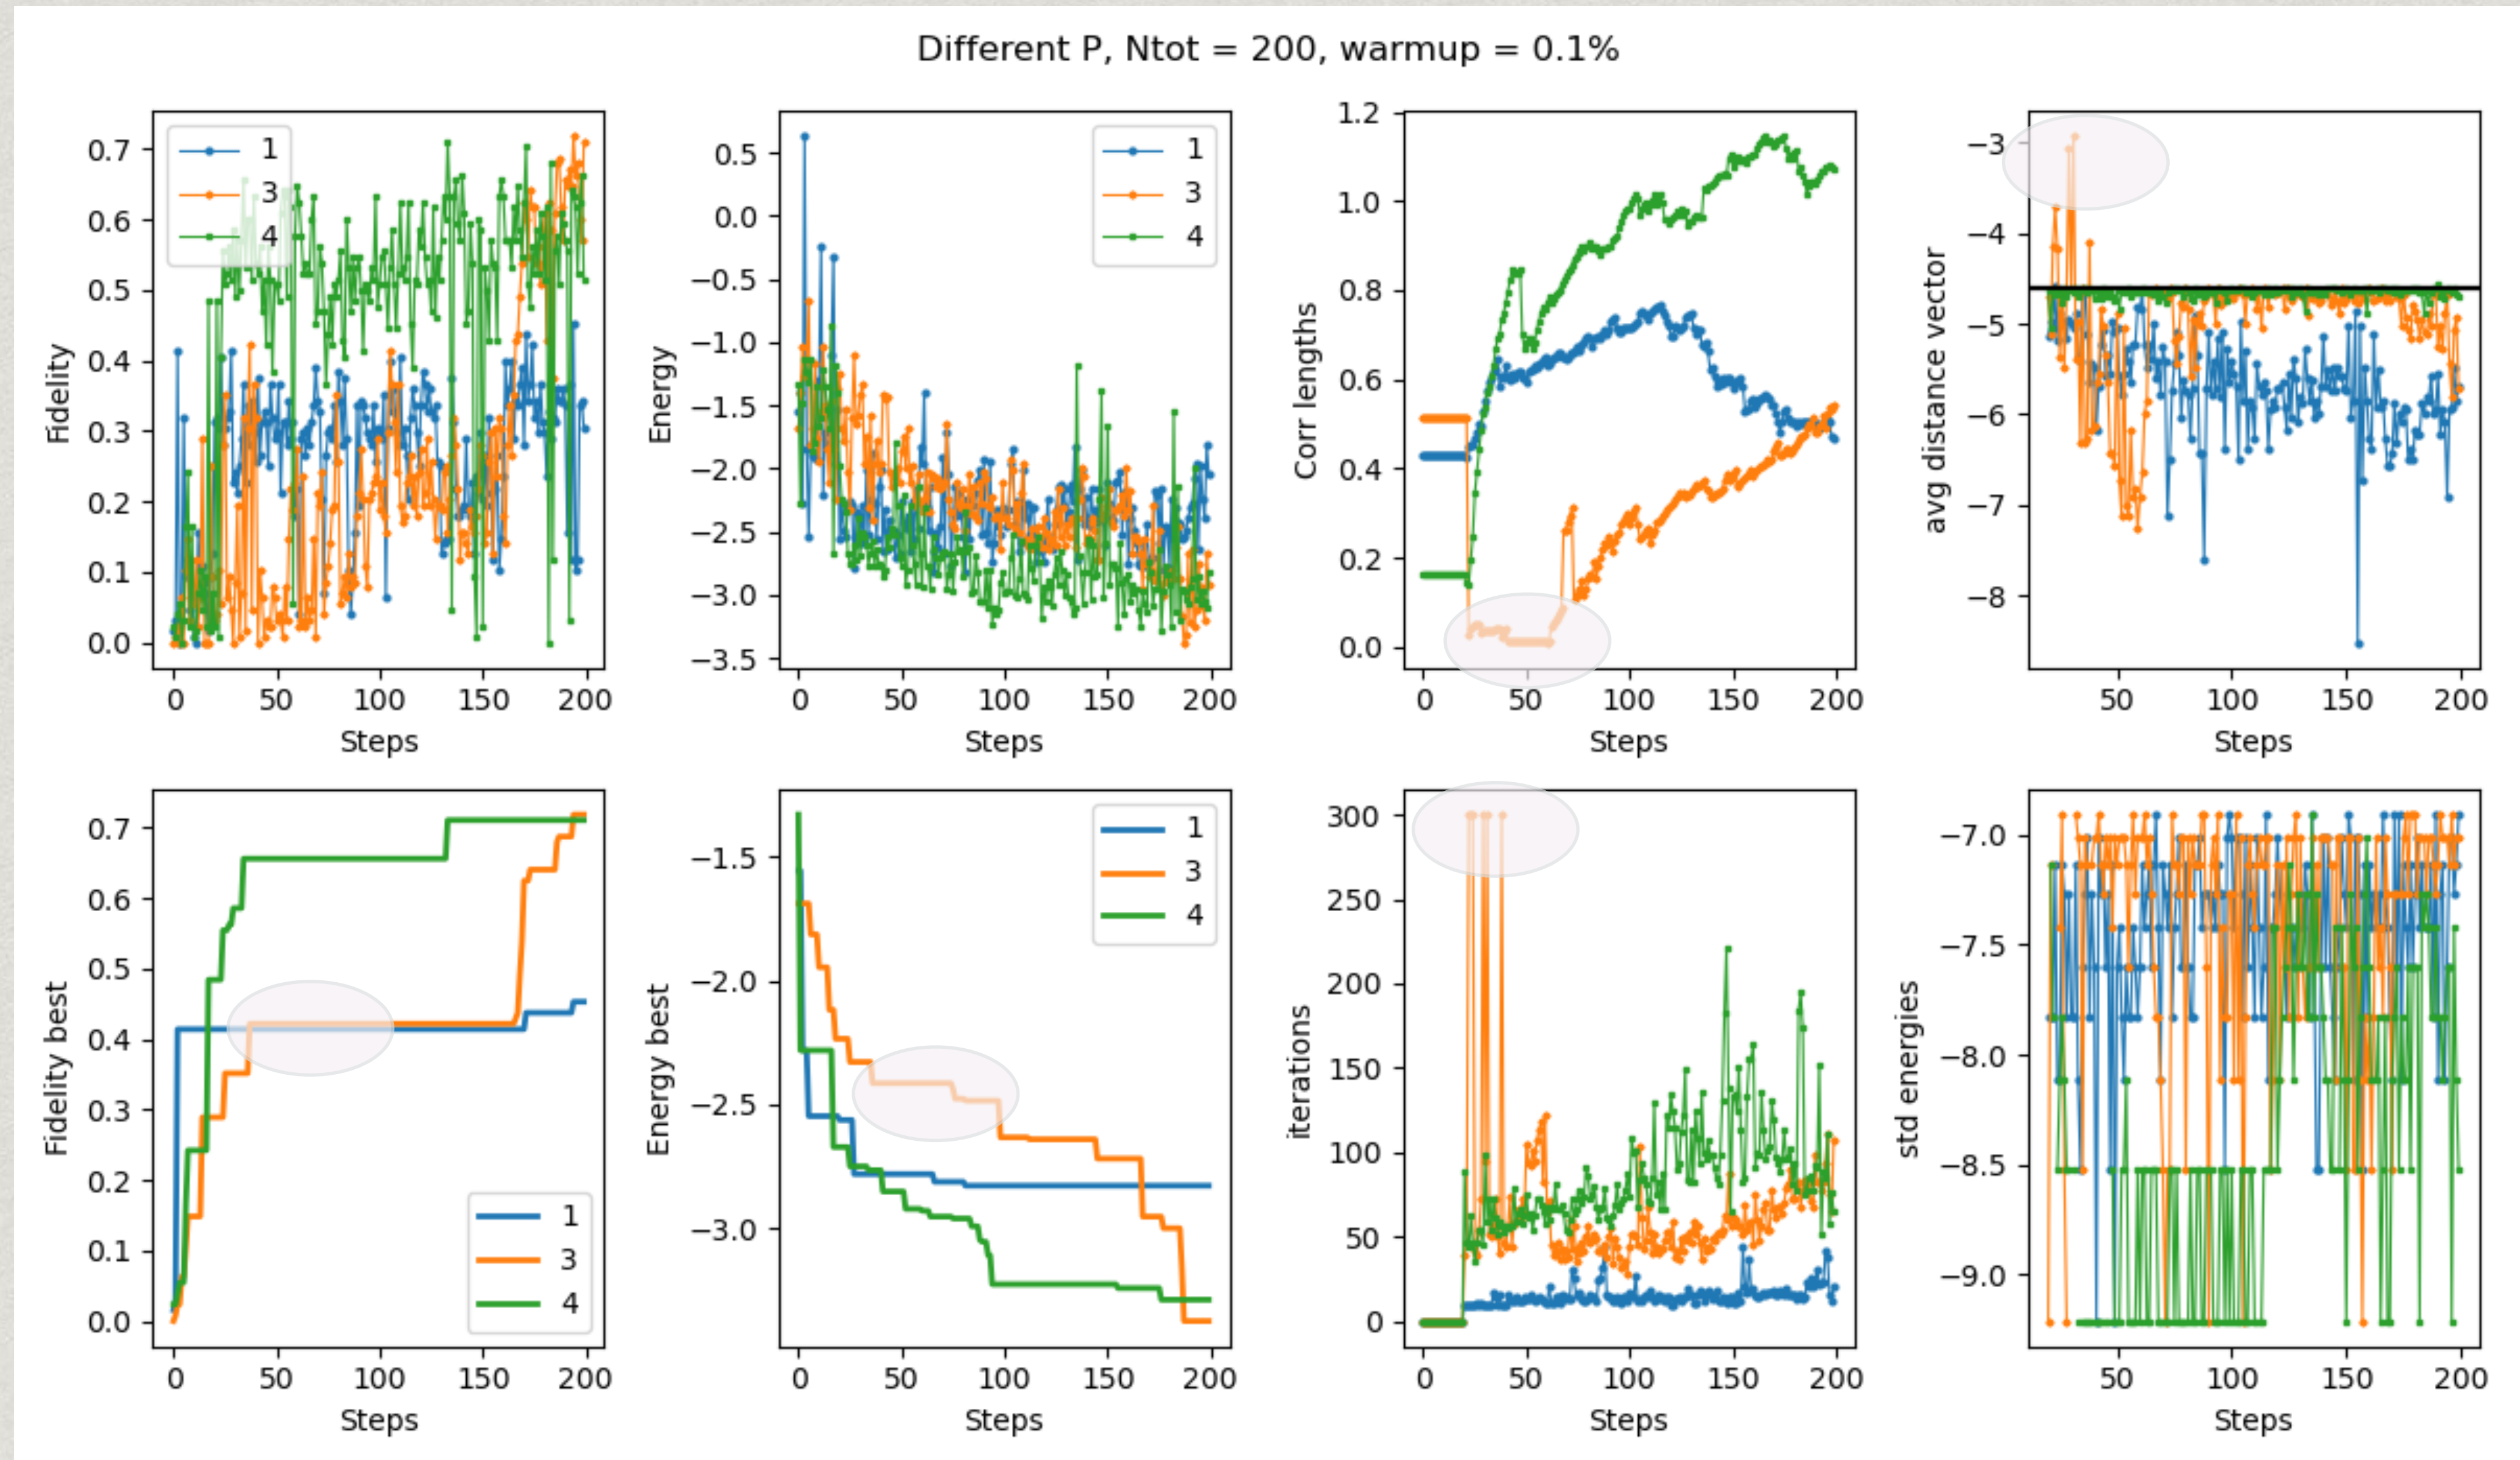 Different P, Ntot = 200, warmup = 0.1%
Fidelity
0.7
0.6
0.5
0.4
0.3
0.2
0.1
0.0
1
3
4
0 50 100 150 200
Steps
Energy
0.5
0.0
−0.5
−1.0
−1.5
−2.0
−2.5
−3.0
−3.5
1
3
4
0 50 100 150 200
Steps
Corr lengths
1.2
1.0
0.8
0.6
0.4
0.2
0.0
0 50 100 150 200
Steps
avg distance vector
−3
−4
−5
−6
−7
−8
50 100 150 200
Steps
Fidelity best
0.7
0.6
0.5
0.4
0.3
0.2
0.1
0.0
1
3
4
0 50 100 150 200
Steps
Energy best
−1.5
−2.0
−2.5
−3.0
1
3
4
0 50 100 150 200
Steps
iterations
300
250
200
150
100
50
0
0 50 100 150 200
Steps
std energies
−7.0
−7.5
−8.0
−8.5
−9.0
50 100 150 200
Steps